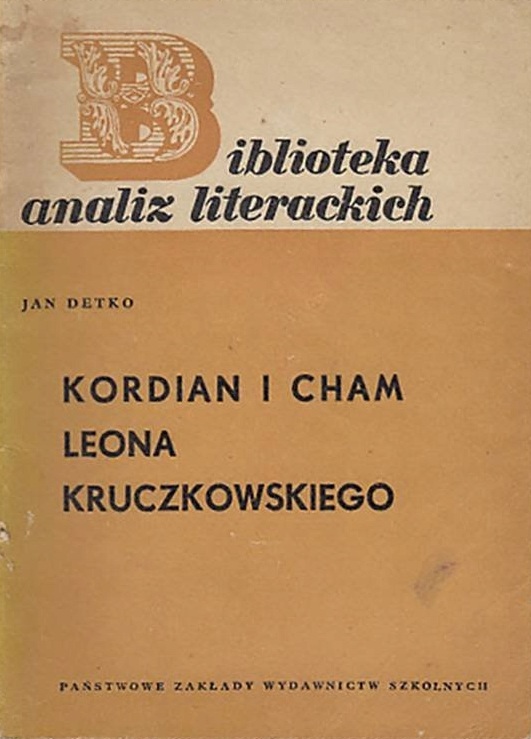 Biblioteka
analiz literackich
JAN DETKO
KORDIAN I CHAM
LEONA
KRUCZKOWSKIEGO
PAŃSTWOWE ZAKŁADY WYDAWNICTW SZKOLNYCH